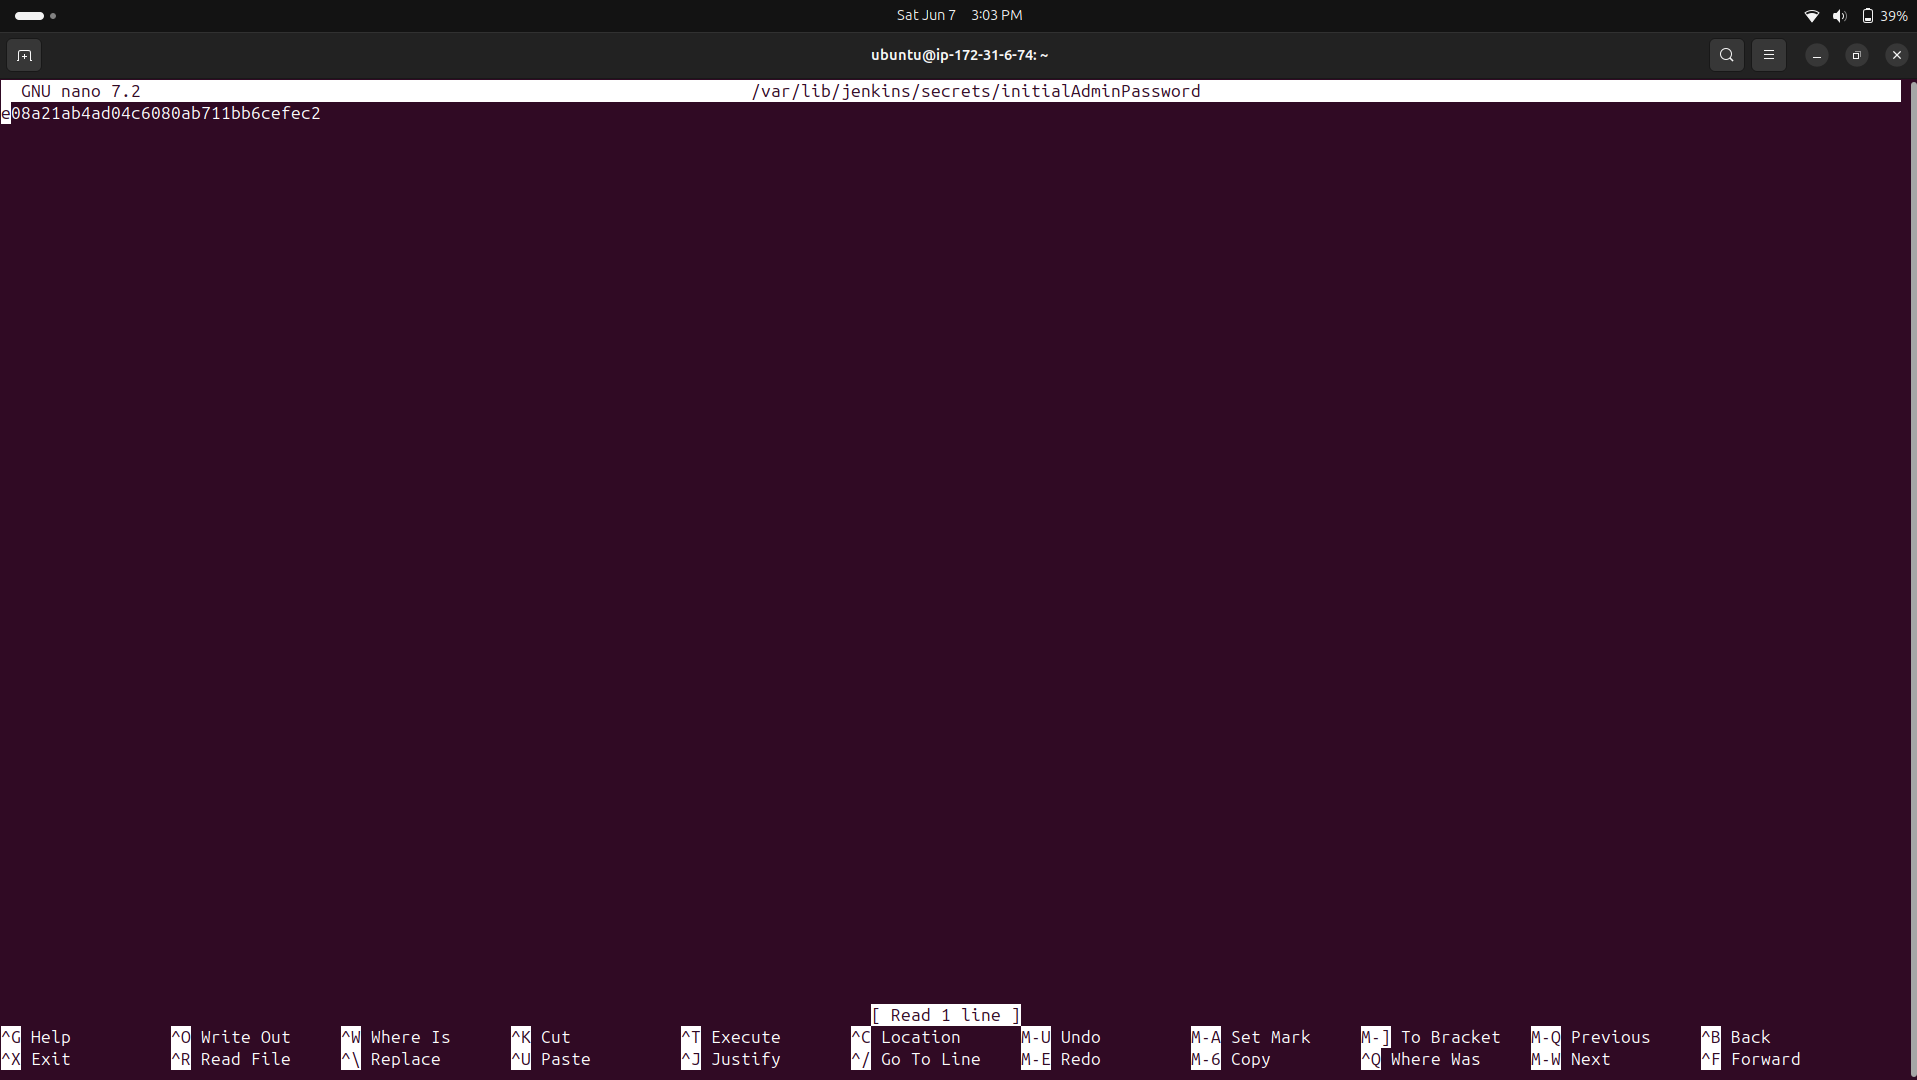 Sat Jun 7 3:03 PM
39%
ubuntu@ip-172-31-6-74: ~
GNU nano 7.2 /var/lib/jenkins/secrets/initialAdminPassword
e08a21ab4ad04c6080ab711bb6cefec2
[ Read 1 line ]
^G Help ^O Write Out ^W Where Is ^K Cut ^T Execute ^C Location M-U Undo M-A Set Mark M-] To Bracket M-Q Previous ^B Back
^X Exit ^R Read File ^\ Replace ^U Paste ^J Justify ^/ Go To Line M-E Redo M-6 Copy ^Q Where Was M-W Next ^F Forward